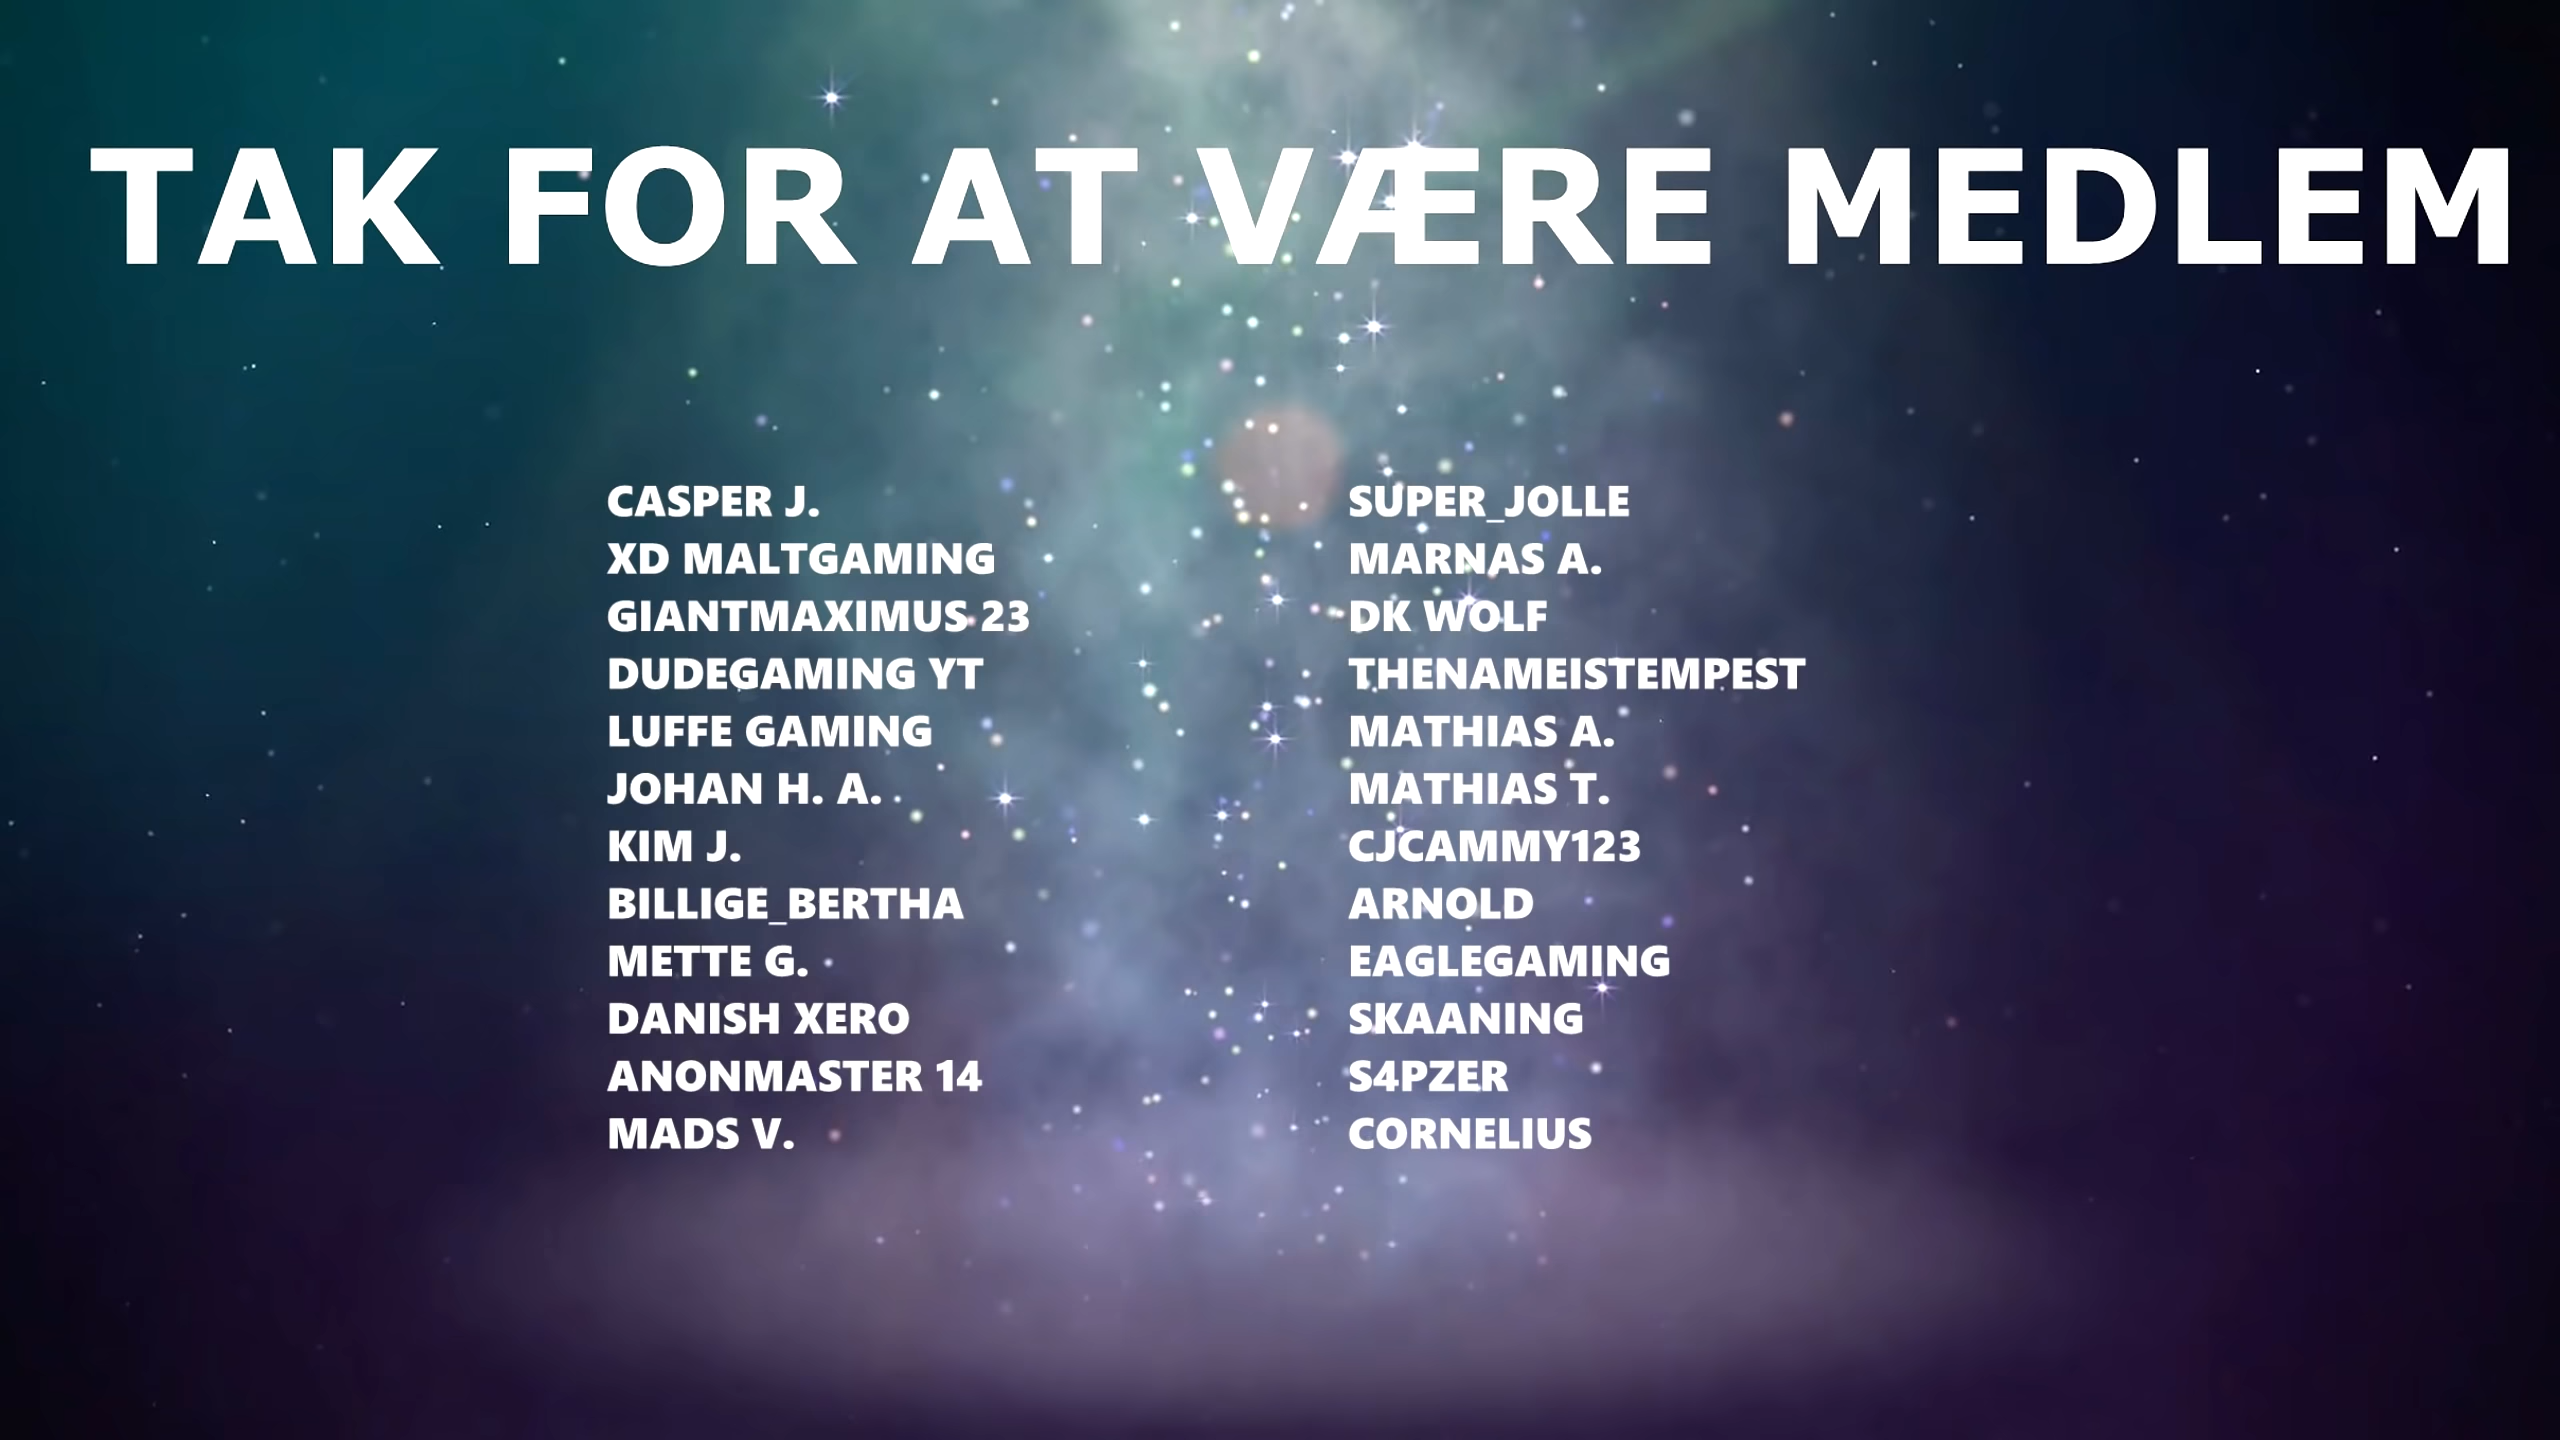 TAK FOR AT VÆRE MEDLEM
CASPER J.
XD MALTGAMING
GIANTMAXIMUS 23
DUDEGAMING YT
LUFFE GAMING
JOHAN H. A.
KIM J.
BILLIGE_BERTHA
METTE G.
DANISH XERO
ANONMASTER 14
MADS V.
SUPER_JOLLE
MARNAS A.
DK WOLF
THENAMEISTEMPEST
MATHIAS A.
MATHIAS T.
CJCAMMY123
ARNOLD
EAGLEGAMING
SKAANING
S4PZER
CORNELIUS